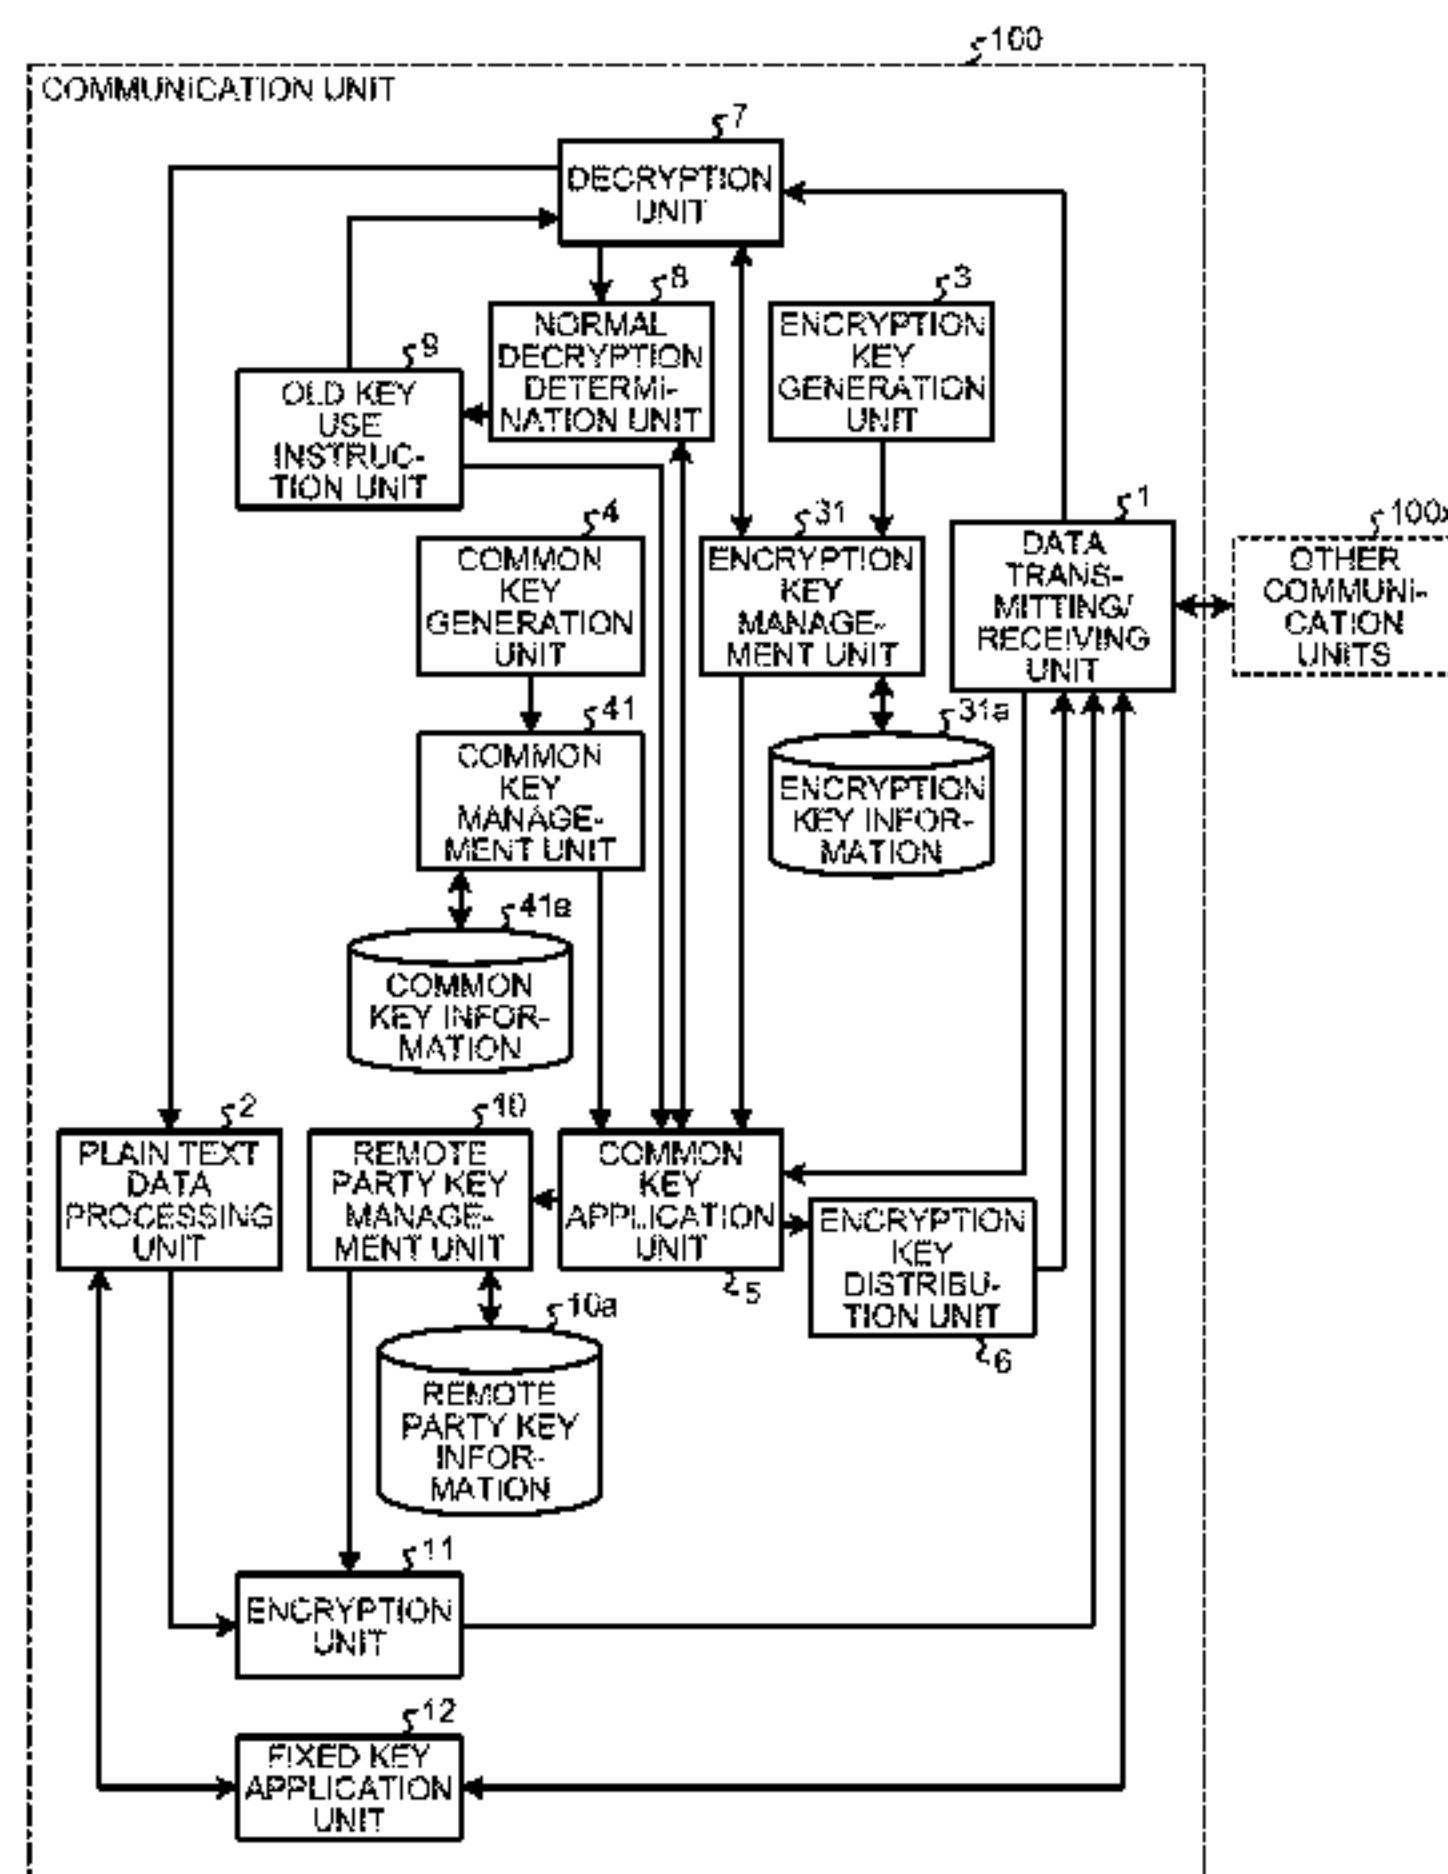 100
COMMUNICATION UNIT
7
DECRYPTION
UNIT
8
NORMAL
DECRYPTION
DETERMI-
NATION UNIT
3
ENCRYPTION
KEY
GENERATION
UNIT
9
OLD KEY
USE
INSTRUC-
TION UNIT
4
COMMON
KEY
GENERATION
UNIT
31
ENCRYPTION
KEY
MANAGE-
MENT UNIT
1
DATA
TRANS-
MITTING/
RECEIVING
UNIT
100x
OTHER
COMMUNI-
CATION
UNITS
41
COMMON
KEY
MANAGE-
MENT UNIT
31a
ENCRYPTION
KEY INFOR-
MATION
41a
COMMON
KEY INFOR-
MATION
2
PLAIN TEXT
DATA
PROCESSING
UNIT
10
REMOTE
PARTY KEY
MANAGE-
MENT UNIT
COMMON
KEY
APPLICATION
UNIT
5
ENCRYPTION
KEY
DISTRIBU-
TION UNIT
6
10a
REMOTE
PARTY KEY
INFOR-
MATION
11
ENCRYPTION
UNIT
12
FIXED KEY
APPLICATION
UNIT